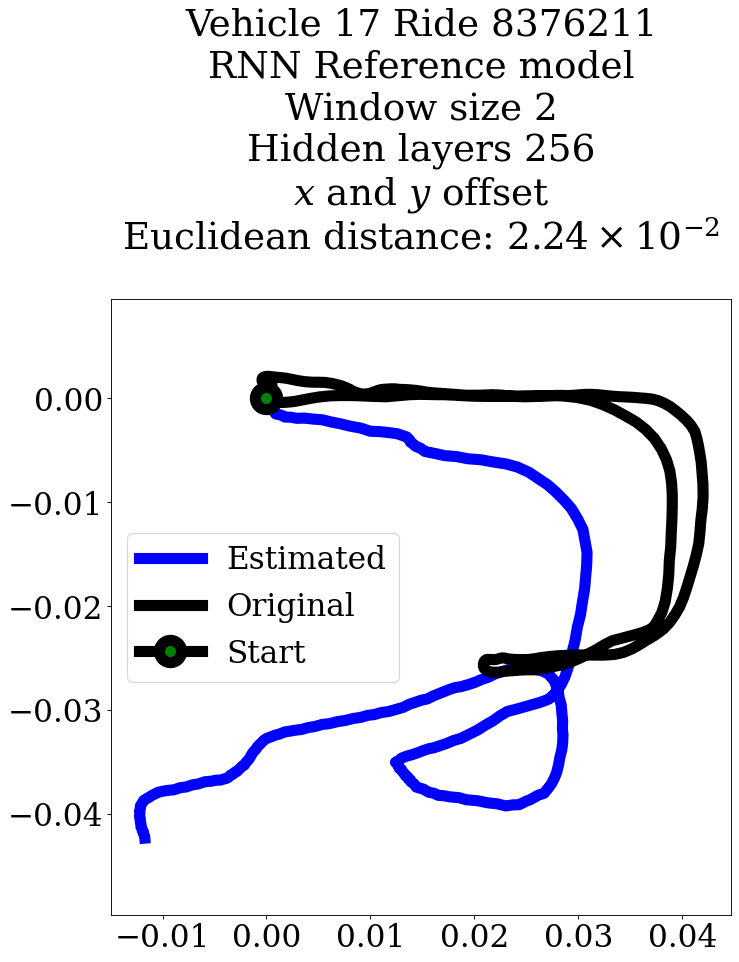 Vehicle 17 Ride 8376211
RNN Reference model
Window size 2
Hidden layers 256
x and y offset
Euclidean distance: 2.24 × 10⁻²
0.00
−0.01
−0.02
−0.03
−0.04
Estimated
Original
Start
−0.01 0.00 0.01 0.02 0.03 0.04